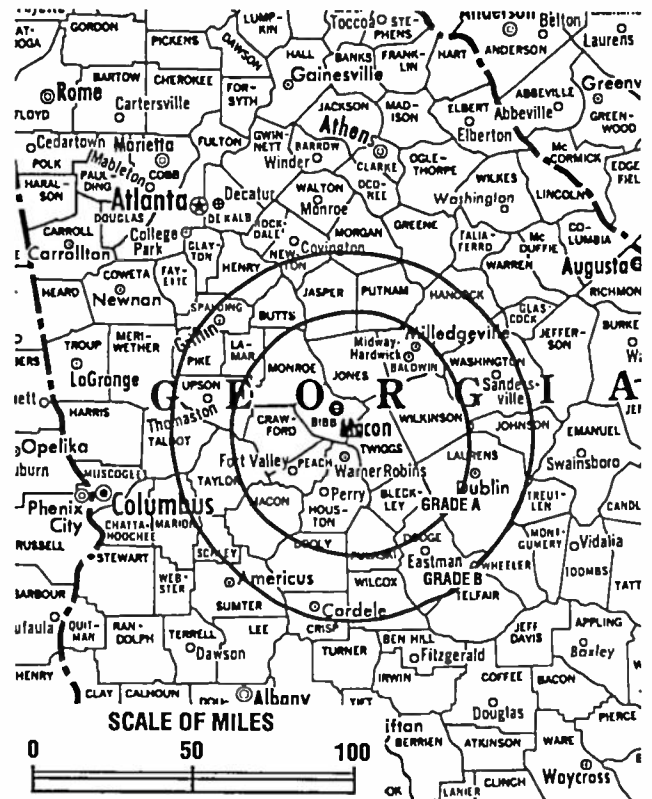 GORDON
PICKENS
LUMP-
KIN
DAWSON
Toccoa
STE-
PHENS
HALL
BANKS
FRANK-
LIN
HART
Anderson
ANDERSON
Belton
Laurens
BARTOW
CHEROKEE
FOR-
SYTH
Gainesville
Rome
FLOYD
Cartersville
JACKSON
MAD-
ISON
ELBERT
Elberton
ABBEVILLE
Abbeville
Greenv
GREEN-
WOOD
Cedartown
POLK
Marietta
Mableton
COBB
PAUL-
DING
FULTON
GWIN-
NETT
BARROW
Winder
Athens
CLARKE
OCO-
NEE
OGLE-
THORPE
WILKES
Washington
LINCOLN
Mc
CORMICK
EDGE
FIEL
HARAL-
SON
Atlanta
Decatur
DE KALB
DOUGLAS
WALTON
Monroe
ROCK-
DALE
NEW-
TON
Covington
MORGAN
GREENE
TALIA-
FERRO
Mc
DUFFIE
CO-
LUMBIA
WARREN
Augusta
CARROLL
Carrollton
College
Park
CLAY-
TON
HENRY
COWETA
Newnan
FAY-
ETTE
HEARD
SPALDING
Griffin
BUTTS
JASPER
PUTNAM
HANCOCK
GLAS-
COCK
RICHMON
JEFFER-
SON
BURKE
TROUP
LaGrange
MERI-
WETHER
PIKE
LA-
MAR
MONROE
JONES
Midway-
Hardwick
Milledgeville
BALDWIN
WASHINGTON
Sanders-
ville
GEORGIA
UPSON
Thomaston
HARRIS
TALBOT
CRAW-
FORD
BIBB
Macon
WILKINSON
JOHNSON
EMANUEL
Swainsboro
Opelika
uburn
MUSCOGEE
Phenix
City
Columbus
CHATTA-
HOOCHEE
MARION
TAYLOR
Fort Valley
PEACH
Warner Robins
TWIGGS
LAURENS
Dublin
GRADE A
MACON
Perry
HOUS-
TON
BLECK-
LEY
TREUT-
LEN
CANDL
RUSSELL
STEWART
SCHLEY
DOOLY
PULASKI
DODGE
Eastman
GRADE B
WHEELER
MONT-
GOMERY
Vidalia
TOOMBS
TATT
BARBOUR
WEB-
STER
Americus
SUMTER
Cordele
CRISP
WILCOX
TELFAIR
ufaula
QUIT-
MAN
RAN-
DOLPH
TERRELL
Dawson
LEE
TURNER
BEN HILL
Fitzgerald
JEFF
DAVIS
APPLING
Baxley
HENRY
CLAY
CALHOUN
Albany
IRWIN
COFFEE
Douglas
BACON
PIERCE
ifton
BERRIEN
ATKINSON
WARE
Waycross
LANIER
CLINCH
SCALE OF MILES
0 50 100